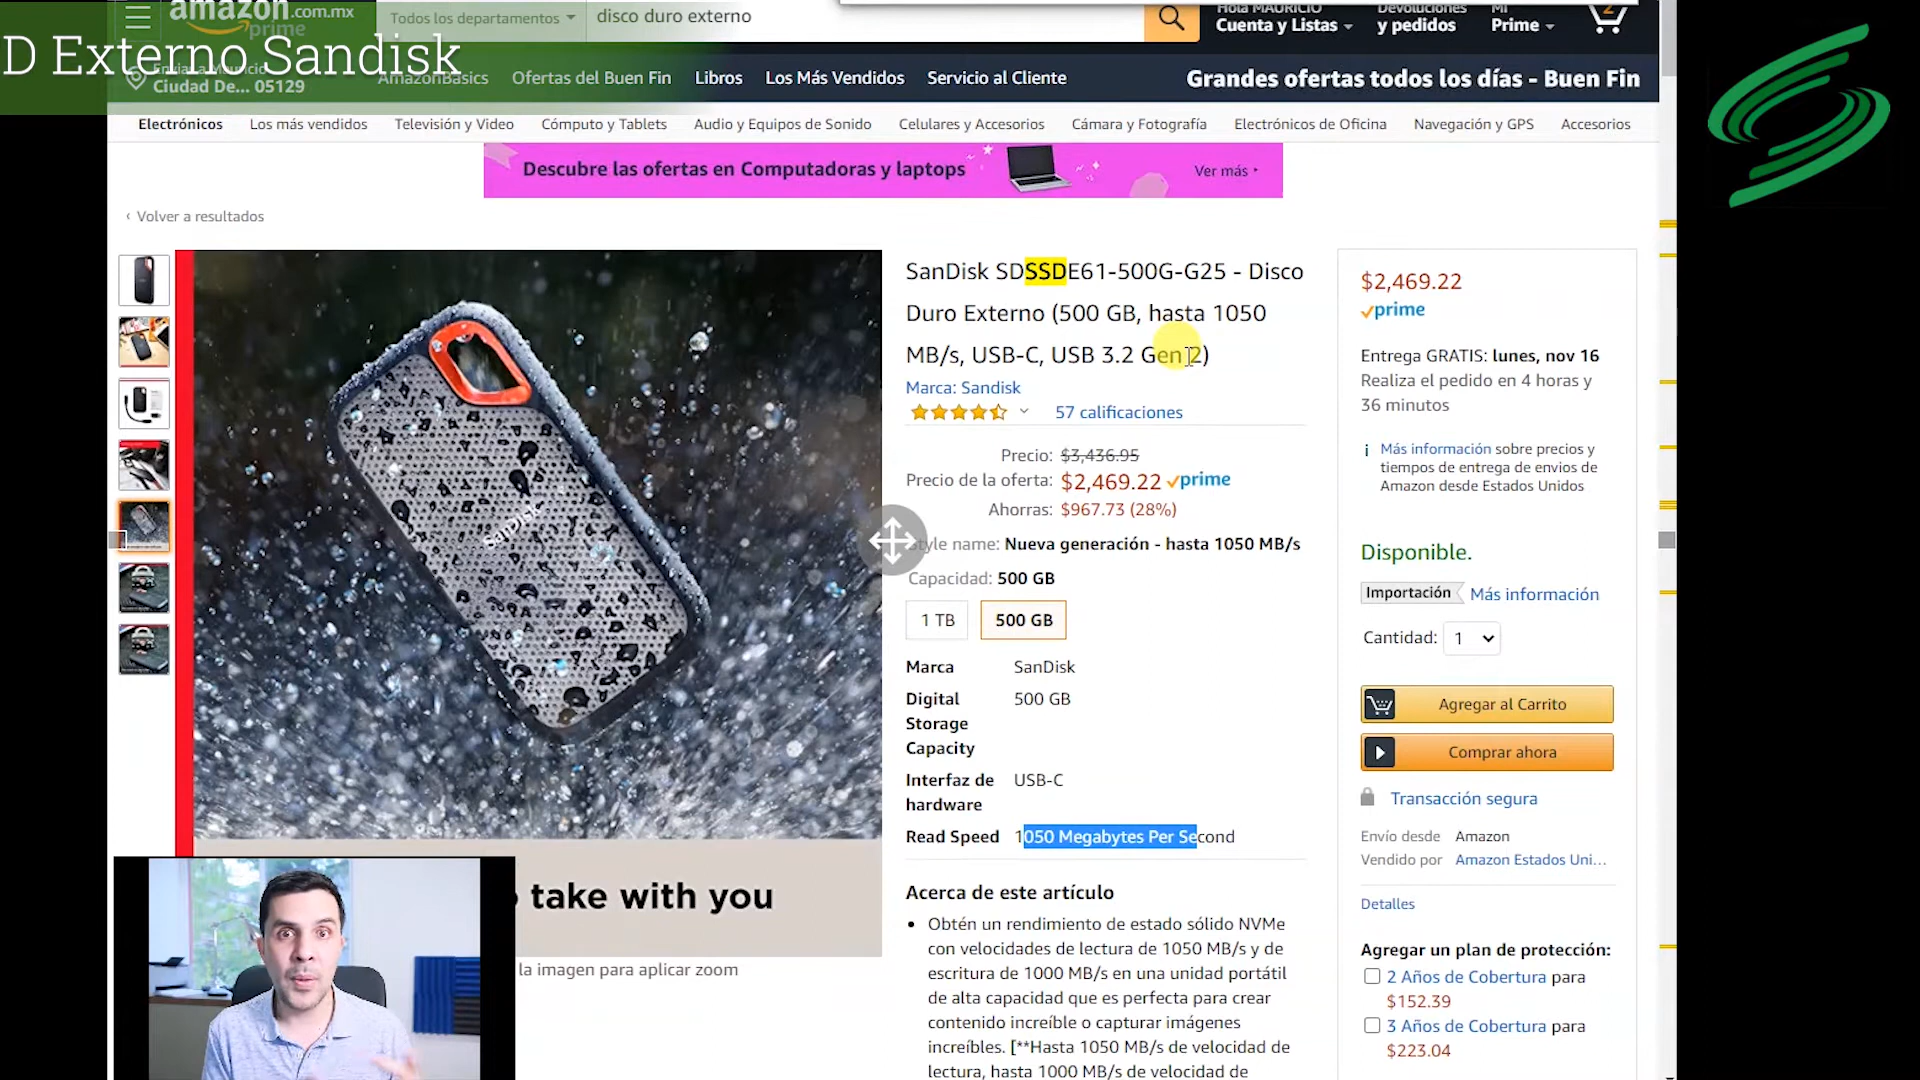 amazon.com.mx
prime
Todos los departamentos
disco duro externo
Hola MAURICIO
Cuenta y Listas
Devoluciones
y pedidos
Mi
Prime
2
D Externo Sandisk
Enviar a Mauricio
Ciudad De... 05129
AmazonBasics
Ofertas del Buen Fin
Libros
Los Más Vendidos
Servicio al Cliente
Grandes ofertas todos los días - Buen Fin
Electrónicos
Los más vendidos
Televisión y Video
Cómputo y Tablets
Audio y Equipos de Sonido
Celulares y Accesorios
Cámara y Fotografía
Electrónicos de Oficina
Navegación y GPS
Accesorios
Descubre las ofertas en Computadoras y laptops
Ver más
‹ Volver a resultados
SanDisk
take with you
la imagen para aplicar zoom
SanDisk SDSSDE61-500G-G25 - Disco
Duro Externo (500 GB, hasta 1050
MB/s, USB-C, USB 3.2 Gen 2)
Marca: Sandisk
57 calificaciones
Precio: $3,436.95
Precio de la oferta: $2,469.22 prime
Ahorras: $967.73 (28%)
tyle name: Nueva generación - hasta 1050 MB/s
Capacidad: 500 GB
1 TB
500 GB
Marca SanDisk
Digital 500 GB
Storage
Capacity
Interfaz de USB-C
hardware
Read Speed 1050 Megabytes Per Second
Acerca de este artículo
• Obtén un rendimiento de estado sólido NVMe
con velocidades de lectura de 1050 MB/s y de
escritura de 1000 MB/s en una unidad portátil
de alta capacidad que es perfecta para crear
contenido increíble o capturar imágenes
increíbles. [**Hasta 1050 MB/s de velocidad de
lectura, hasta 1000 MB/s de velocidad de
$2,469.22
prime
Entrega GRATIS: lunes, nov 16
Realiza el pedido en 4 horas y
36 minutos
Más información sobre precios y
tiempos de entrega de envios de
Amazon desde Estados Unidos
Disponible.
Importación Más información
Cantidad: 1
Agregar al Carrito
Comprar ahora
Transacción segura
Envío desde Amazon
Vendido por Amazon Estados Uni...
Detalles
Agregar un plan de protección:
2 Años de Cobertura para
$152.39
3 Años de Cobertura para
$223.04